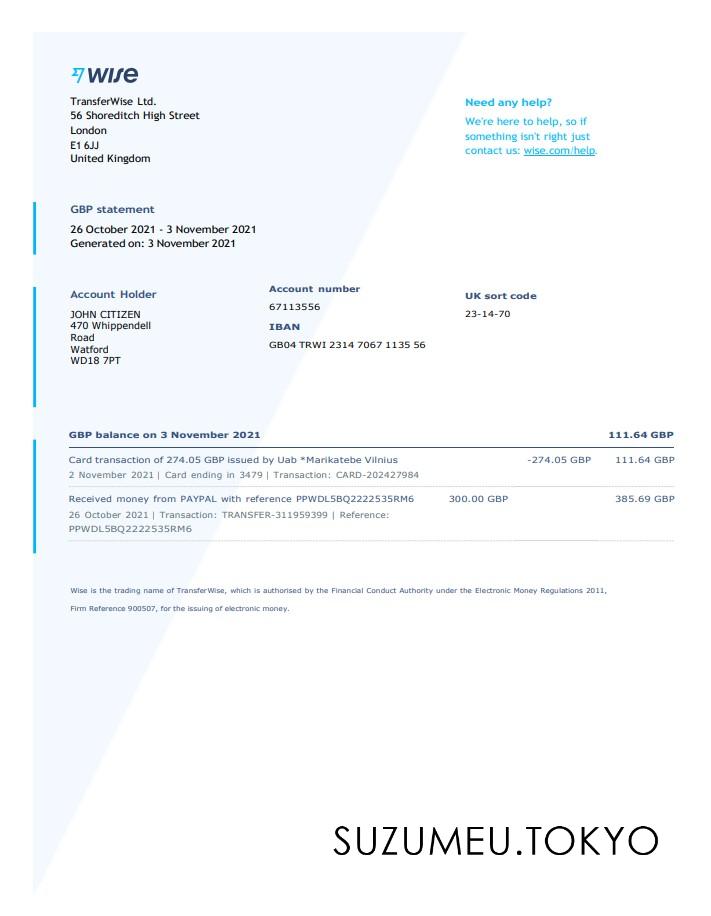 wise
TransferWise Ltd.
56 Shoreditch High Street
London
E1 6JJ
United Kingdom
Need any help?
We're here to help, so if
something isn't right just
contact us: wise.com/help.
GBP statement
26 October 2021 - 3 November 2021
Generated on: 3 November 2021
Account Holder
JOHN CITIZEN
470 Whippendell
Road
Watford
WD18 7PT
Account number
67113556
IBAN
GB04 TRWI 2314 7067 1135 56
UK sort code
23-14-70
GBP balance on 3 November 2021 111.64 GBP
Card transaction of 274.05 GBP issued by Uab *Marikatebe Vilnius -274.05 GBP 111.64 GBP
2 November 2021 | Card ending in 3479 | Transaction: CARD-202427984
Received money from PAYPAL with reference PPWDL5BQ2222535RM6 300.00 GBP 385.69 GBP
26 October 2021 | Transaction: TRANSFER-311959399 | Reference:
PPWDL5BQ2222535RM6
Wise is the trading name of TransferWise, which is authorised by the Financial Conduct Authority under the Electronic Money Regulations 2011,
Firm Reference 900507, for the issuing of electronic money.
SUZUMEU.TOKYO